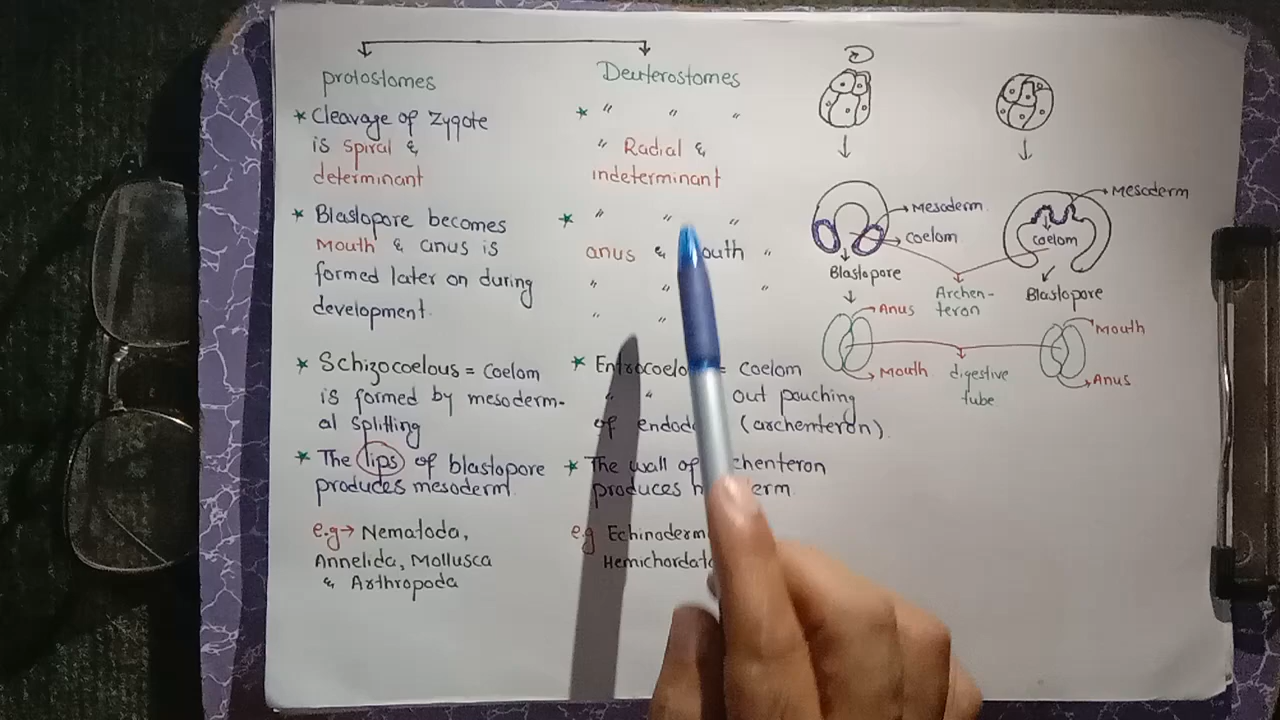 protostomes
* Cleavage of Zygote
is Spiral &
determinant
* Blastopore becomes
Mouth & anus is
formed later on during
development.
* Schizocoelous = Coelom
is formed by mesoderm-
al splitting
* The lips of blastopore
produces mesoderm.
e.g → Nematoda,
Annelida, Mollusca
& Arthropoda
Deuterostomes
* " " "
" Radial &
indeterminant
* " " "
anus & outh "
" " "
" "
* Entrocoelo = Coelom
" " out pouching
of endod (archenteron).
* The wall of chenteron
produces erm.
e.g Echinoderm
Hemichordat
Mesoderm
Coelom
Blastopore
Archen-
teron
Anus
Mouth
digestive
tube
Mesoderm
Coelom
Blastopore
Mouth
Anus